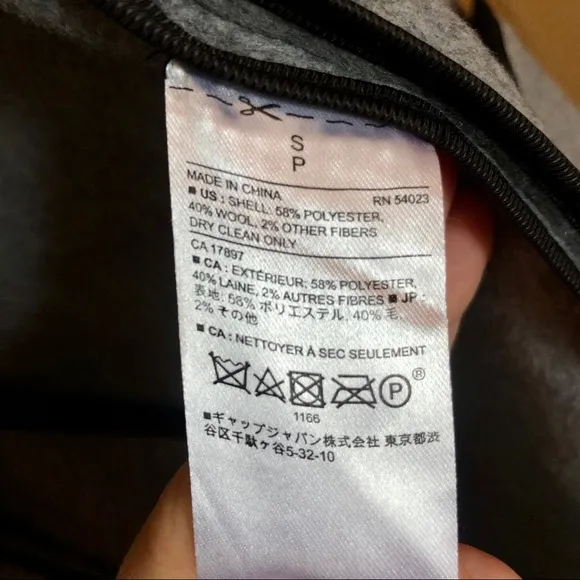 S
P
MADE IN CHINA RN 54023
■ US : SHELL: 58% POLYESTER,
40% WOOL, 2% OTHER FIBERS
DRY CLEAN ONLY
CA 17897
■ CA : EXTÉRIEUR: 58% POLYESTER,
40% LAINE, 2% AUTRES FIBRES ■ JP :
表地: 58% ポリエステル, 40% 毛,
2% その他
■ CA : NETTOYER À SEC SEULEMENT
P ®
1166
■ギャップジャパン株式会社 東京都渋
谷区千駄ヶ谷5-32-10